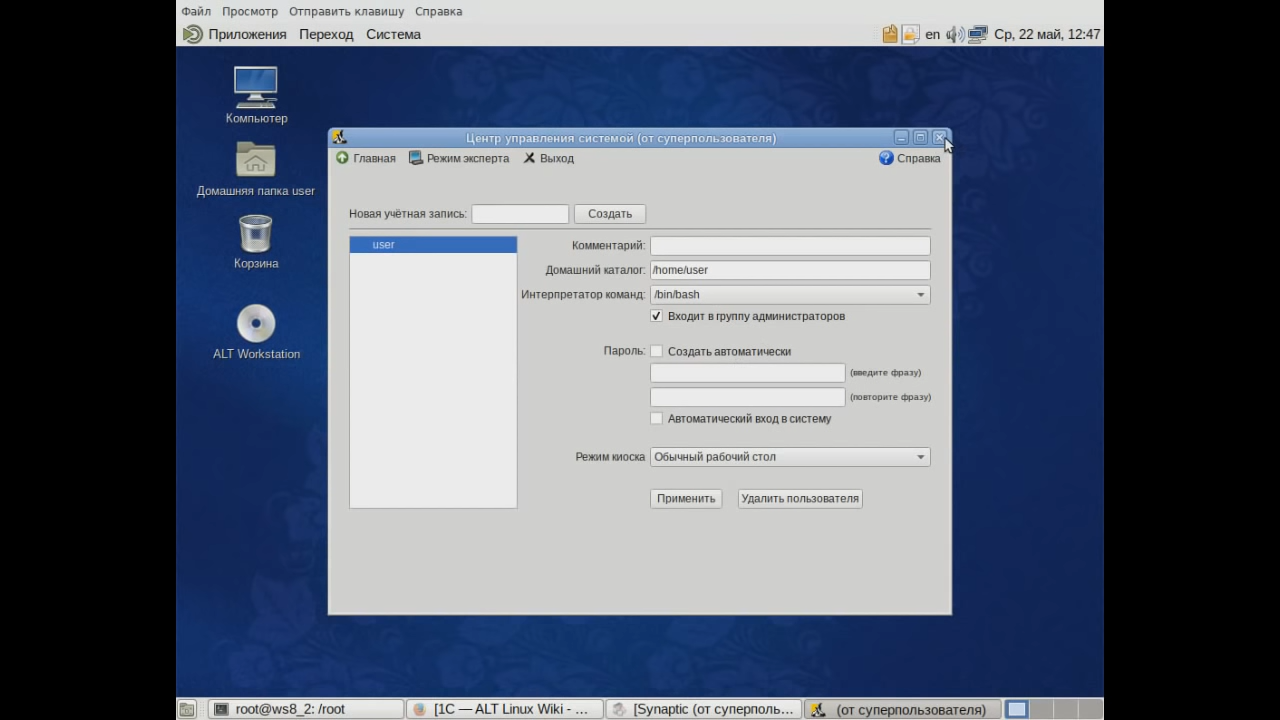 Файл Просмотр Отправить клавишу Справка
Приложения Переход Система en Ср, 22 май, 12:47
Компьютер
Домашняя папка user
Корзина
ALT Workstation
Центр управления системой (от суперпользователя)
Главная Режим эксперта Выход Справка
Новая учётная запись: Создать
user
Комментарий:
Домашний каталог: /home/user
Интерпретатор команд: /bin/bash
Входит в группу администраторов
Пароль: Создать автоматически
(введите фразу)
(повторите фразу)
Автоматический вход в систему
Режим киоска Обычный рабочий стол
Применить Удалить пользователя
root@ws8_2: /root [1C — ALT Linux Wiki - ... [Synaptic (от суперполь... (от суперпользователя)